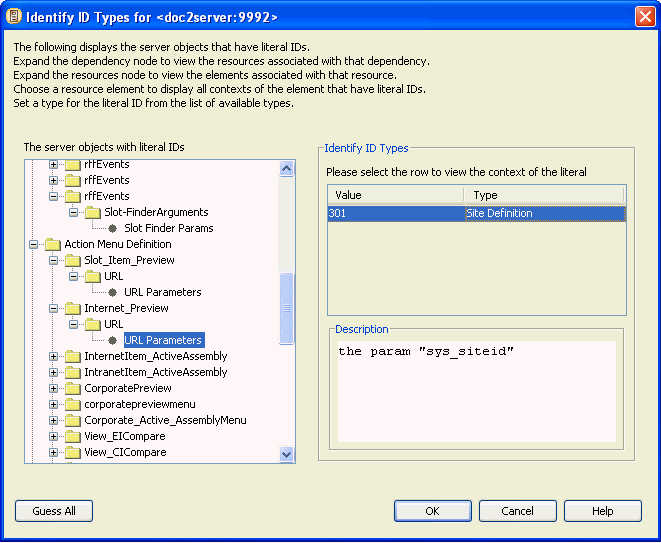 Identify ID Types for <doc2server:9992>
The following displays the server objects that have literal IDs.
Expand the dependency node to view the resources associated with that dependency.
Expand the resources node to view the elements associated with that resource.
Choose a resource element to display all contexts of the element that have literal IDs.
Set a type for the literal ID from the list of available types.
The server objects with literal IDs
rffEvents
rffEvents
rffEvents
Slot-FinderArguments
Slot Finder Params
Action Menu Definition
Slot_Item_Preview
URL
URL Parameters
Internet_Preview
URL
URL Parameters
InternetItem_ActiveAssembly
IntranetItem_ActiveAssembly
CorporatePreview
corporatepreviewmenu
Corporate_Active_AssemblyMenu
View_EICompare
View_CICompare
Identify ID Types
Please select the row to view the context of the literal
Value Type
301 Site Definition
Description
the param "sys_siteid"
Guess All OK Cancel Help